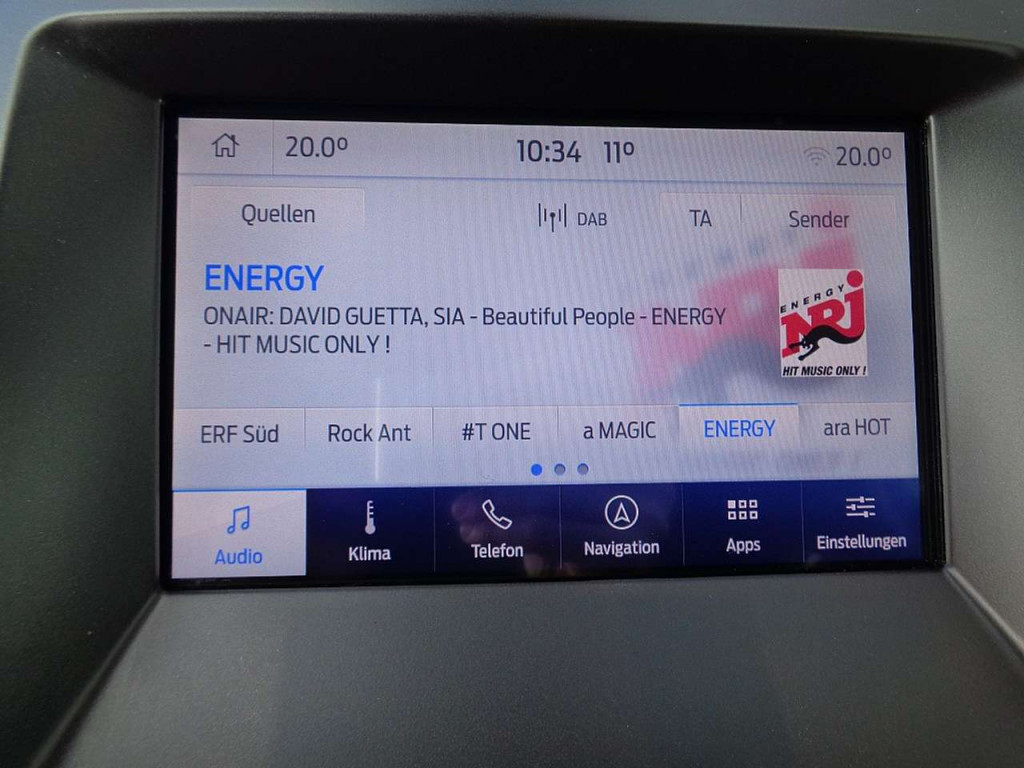 20.0º 10:34 11º 20.0º
Quellen DAB TA Sender
ENERGY
ONAIR: DAVID GUETTA, SIA - Beautiful People - ENERGY
- HIT MUSIC ONLY !
ENERGY
NRJ
HIT MUSIC ONLY !
ERF Süd Rock Ant #T ONE a MAGIC ENERGY ara HOT
Audio Klima Telefon Navigation Apps Einstellungen